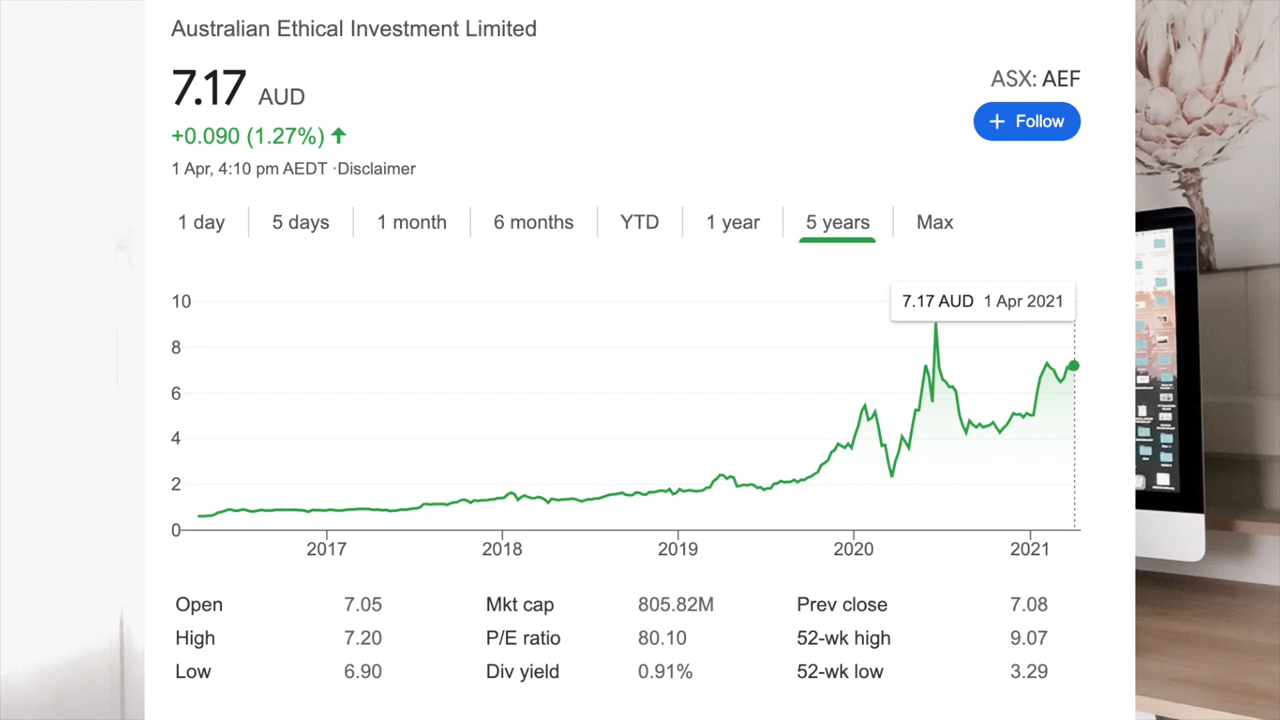 Australian Ethical Investment Limited
7.17 AUD
ASX: AEF
+ Follow
+0.090 (1.27%) ↑
1 Apr, 4:10 pm AEDT ·Disclaimer
1 day 5 days 1 month 6 months YTD 1 year 5 years Max
7.17 AUD 1 Apr 2021
10
8
6
4
2
0
2017 2018 2019 2020 2021
Open 7.05 Mkt cap 805.82M Prev close 7.08
High 7.20 P/E ratio 80.10 52-wk high 9.07
Low 6.90 Div yield 0.91% 52-wk low 3.29